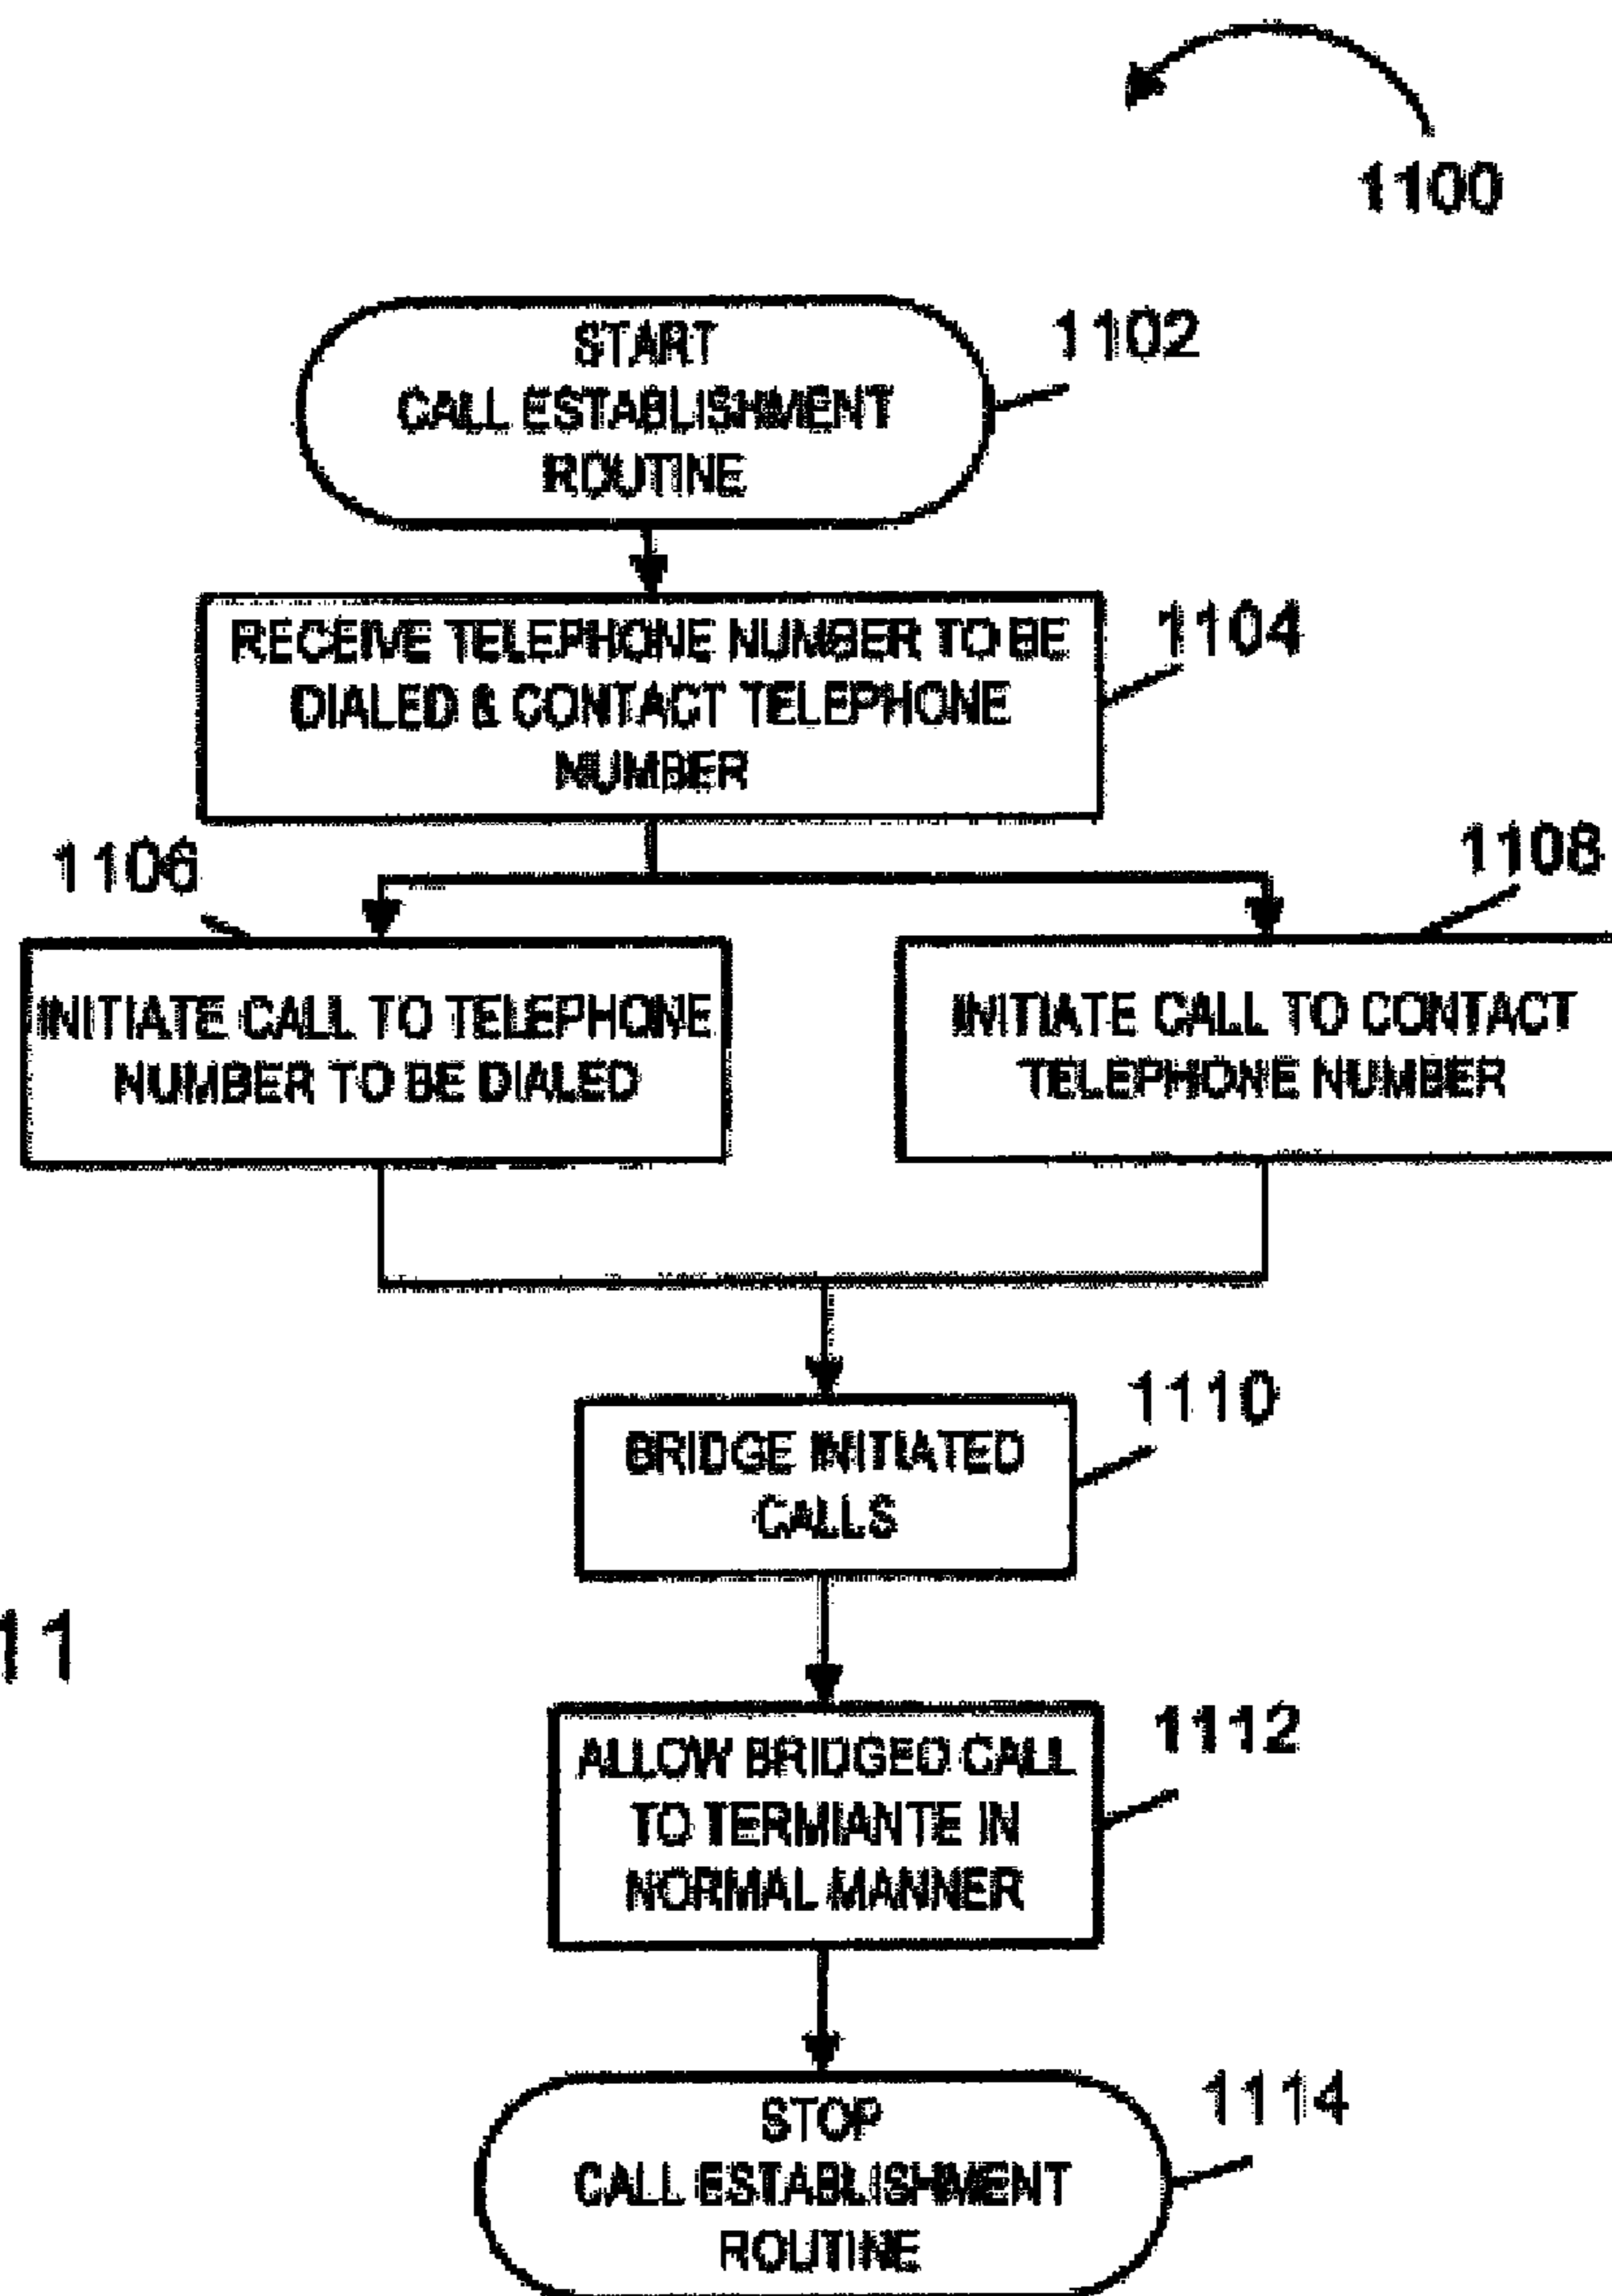 1100
START
CALL ESTABLISHMENT
ROUTINE
1102
RECEIVE TELEPHONE NUMBER TO BE
DIALED & CONTACT TELEPHONE
NUMBER
1104
1106
1108
INITIATE CALL TO TELEPHONE
NUMBER TO BE DIALED
INITIATE CALL TO CONTACT
TELEPHONE NUMBER
BRIDGE INITIATED
CALLS
1110
11
ALLOW BRIDGED CALL
TO TERMIANTE IN
NORMAL MANNER
1112
STOP
CALL ESTABLISHMENT
ROUTINE
1114